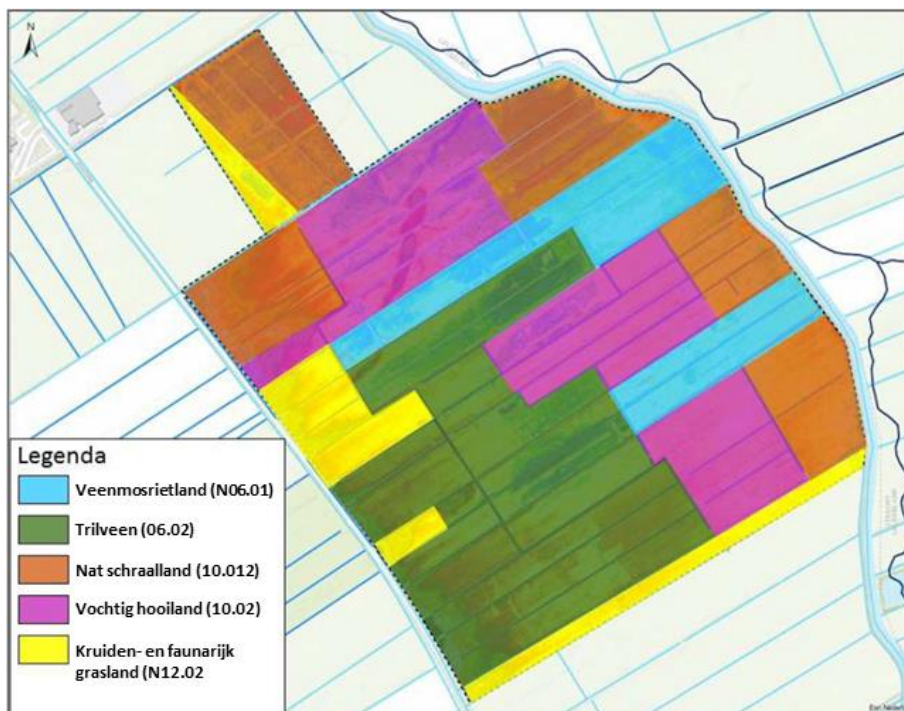 N
Legenda
Veenmosrietland (N06.01)
Trilveen (06.02)
Nat schraalland (10.012)
Vochtig hooiland (10.02)
Kruiden- en faunarijk
grasland (N12.02